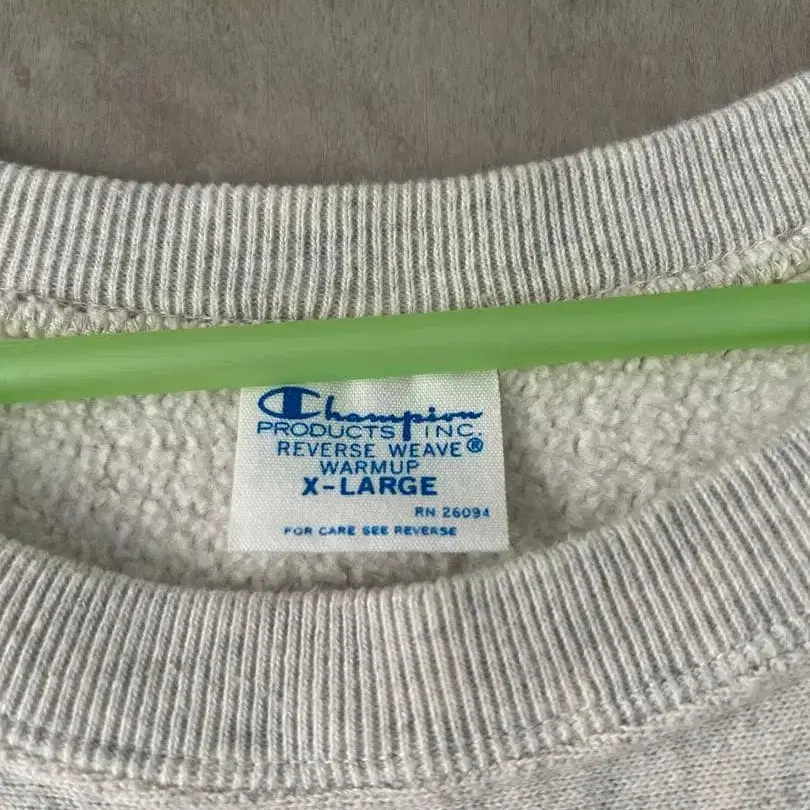 Champion
PRODUCTS INC.
REVERSE WEAVE®
WARMUP
X-LARGE
RN 26094
FOR CARE SEE REVERSE